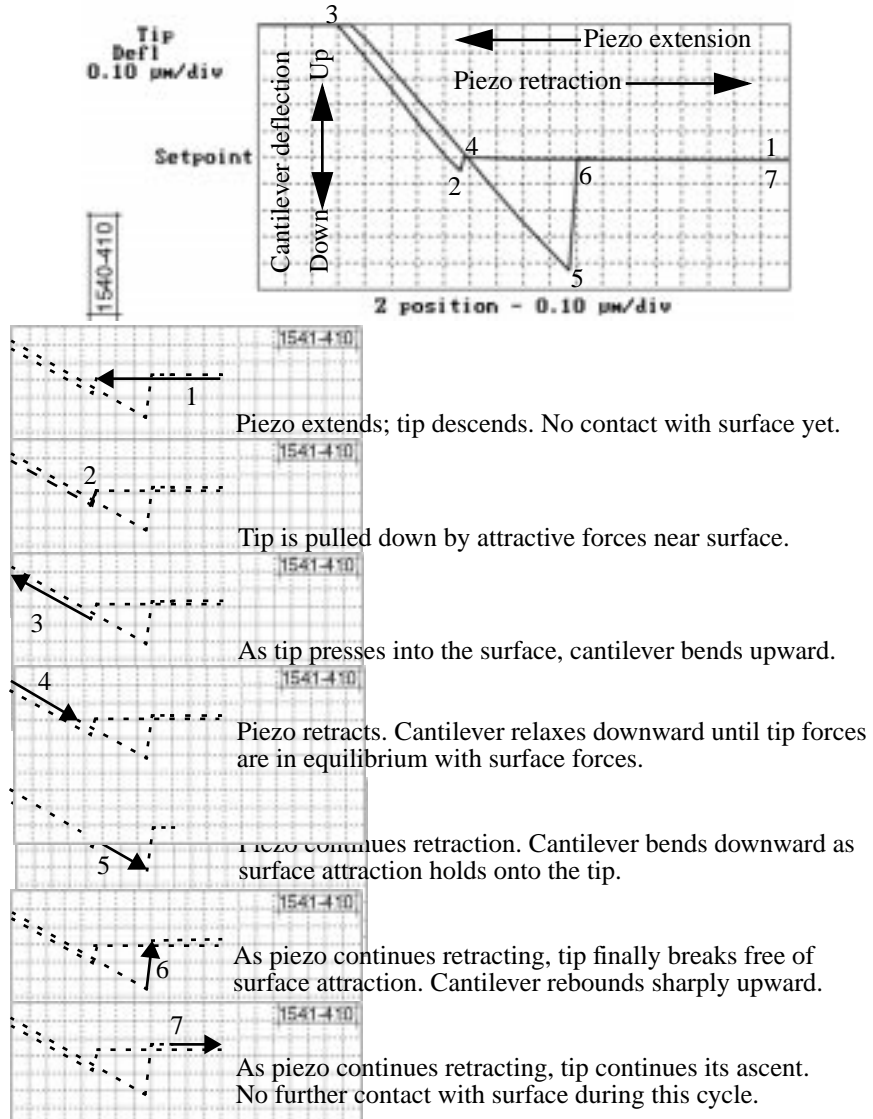 3
Tip
Defl
0.10 µm/div
Piezo extension
Piezo retraction
Cantilever deflection
Up
Down
Setpoint
4
1
2
6
7
5
1540-410
Z position - 0.10 µm/div
1541-410
1
Piezo extends; tip descends. No contact with surface yet.
1541-410
2
Tip is pulled down by attractive forces near surface.
1541-410
3
As tip presses into the surface, cantilever bends upward.
1541-410
4
Piezo retracts. Cantilever relaxes downward until tip forces
are in equilibrium with surface forces.
Piezo continues retraction. Cantilever bends downward as
5
surface attraction holds onto the tip.
1541-410
As piezo continues retracting, tip finally breaks free of
6
surface attraction. Cantilever rebounds sharply upward.
1541-410
7
As piezo continues retracting, tip continues its ascent.
No further contact with surface during this cycle.